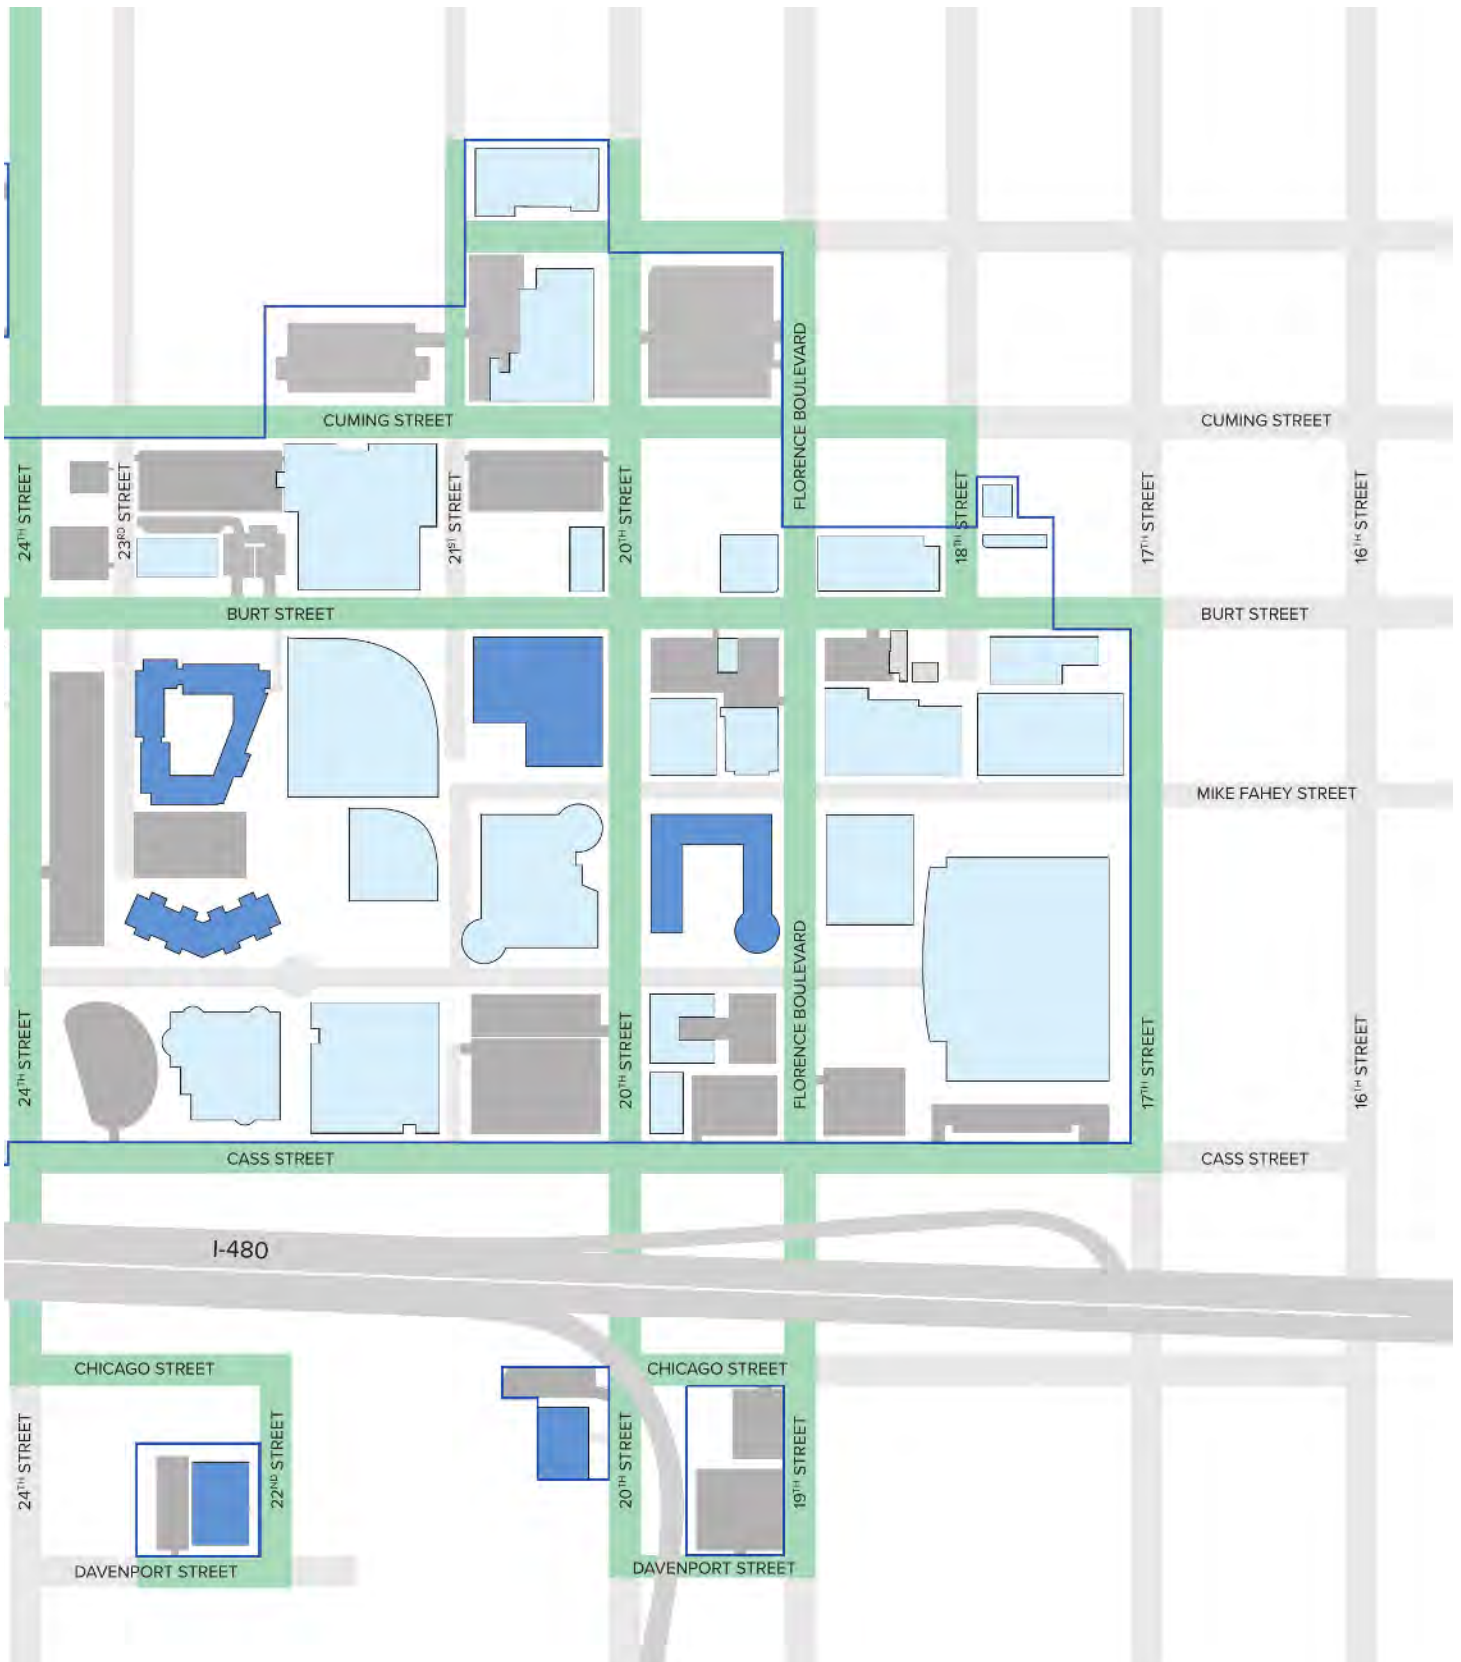 FLORENCE BOULEVARD
CUMING STREET
CUMING STREET
24TH STREET
23RD STREET
21ST STREET
20TH STREET
18TH STREET
17TH STREET
16TH STREET
BURT STREET
BURT STREET
MIKE FAHEY STREET
FLORENCE BOULEVARD
24TH STREET
20TH STREET
17TH STREET
16TH STREET
CASS STREET
CASS STREET
I-480
CHICAGO STREET
CHICAGO STREET
24TH STREET
22ND STREET
20TH STREET
19TH STREET
DAVENPORT STREET
DAVENPORT STREET